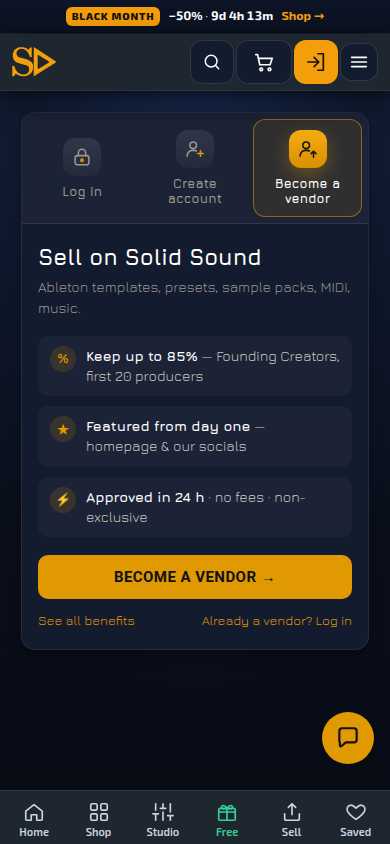 BLACK MONTH −50% · 9d 4h 13m Shop →
SD
Log In
Create
account
Become a
vendor
Sell on Solid Sound
Ableton templates, presets, sample packs, MIDI,
music.
% Keep up to 85% — Founding Creators,
first 20 producers
★ Featured from day one —
homepage & our socials
⚡ Approved in 24 h · no fees · non-
exclusive
BECOME A VENDOR →
See all benefits Already a vendor? Log in
Home Shop Studio Free Sell Saved